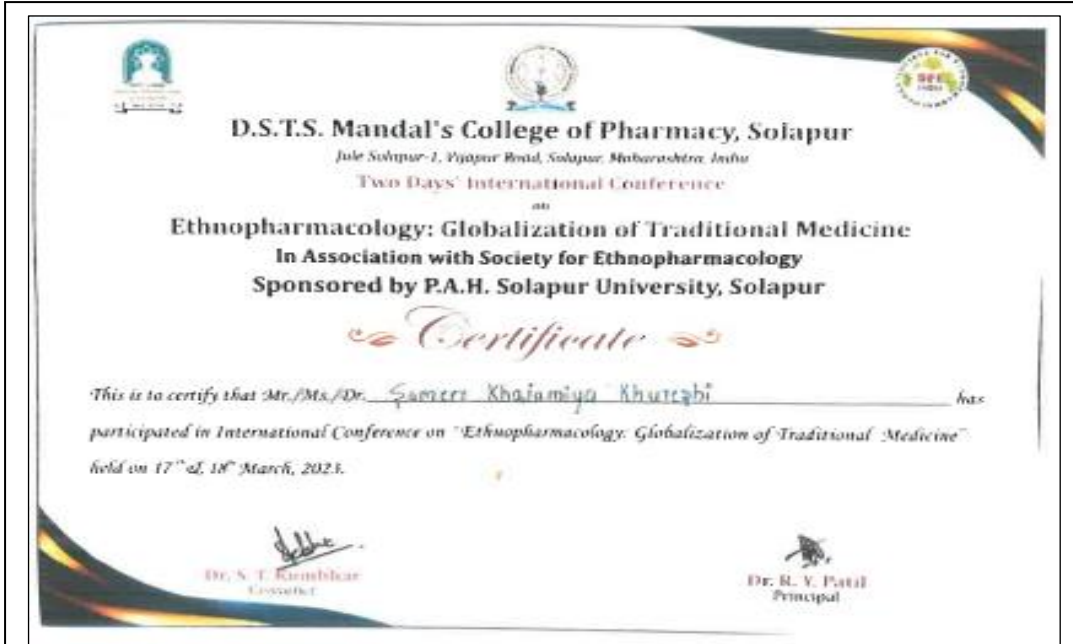 D.S.T.S. Mandal's College of Pharmacy, Solapur
Jule Solapur-1, Vijapur Road, Solapur, Maharashtra, India
Two Days' International Conference
on
Ethnopharmacology: Globalization of Traditional Medicine
In Association with Society for Ethnopharmacology
Sponsored by P.A.H. Solapur University, Solapur
Certificate
This is to certify that Mr./Ms./Dr. Sameer Khajamiya has
participated in International Conference on "Ethnopharmacology: Globalization of Traditional Medicine"
held on 17th & 18th March, 2023.
Dr. S. T. Kumbhar
Convener
Dr. R. Y. Patil
Principal